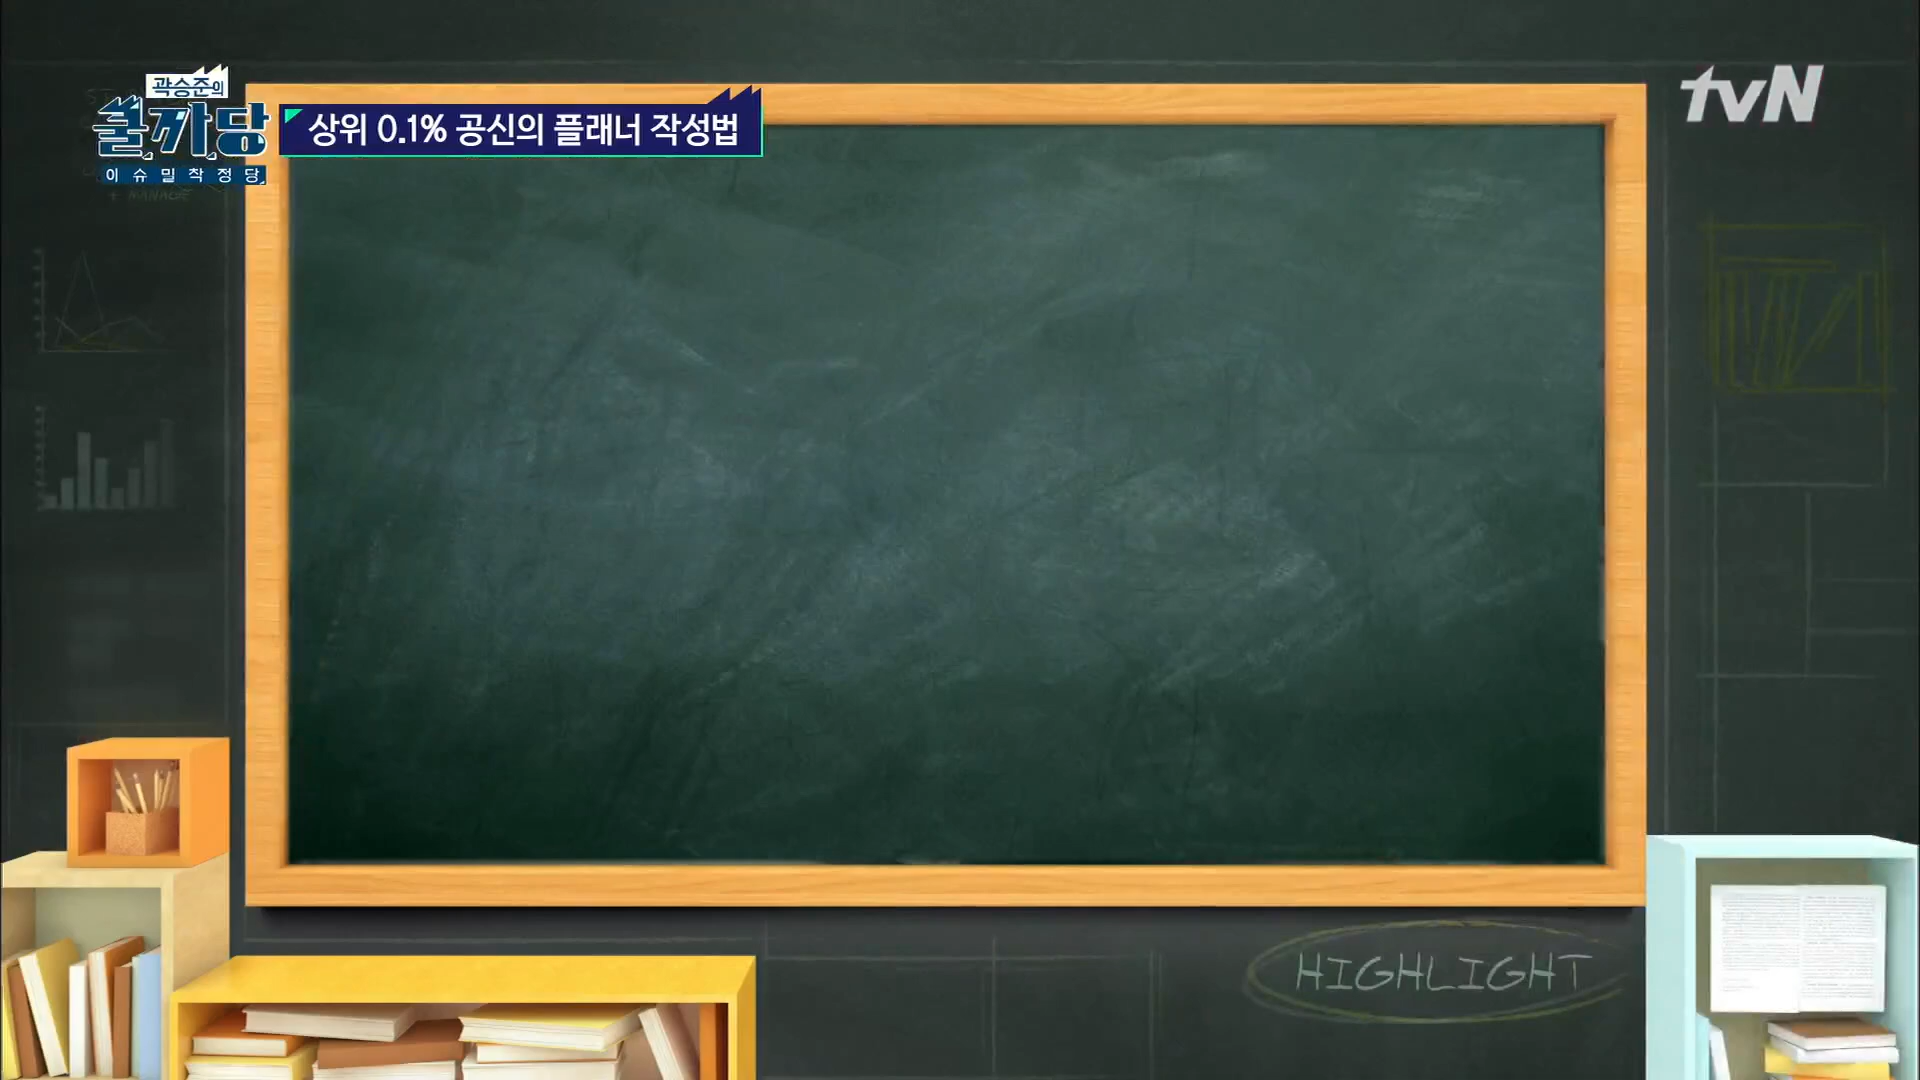 곽승준의
쿨까당
이슈밀착정당
상위 0.1% 공신의 플래너 작성법
tvN
+ MANAGE
HIGHLIGHT